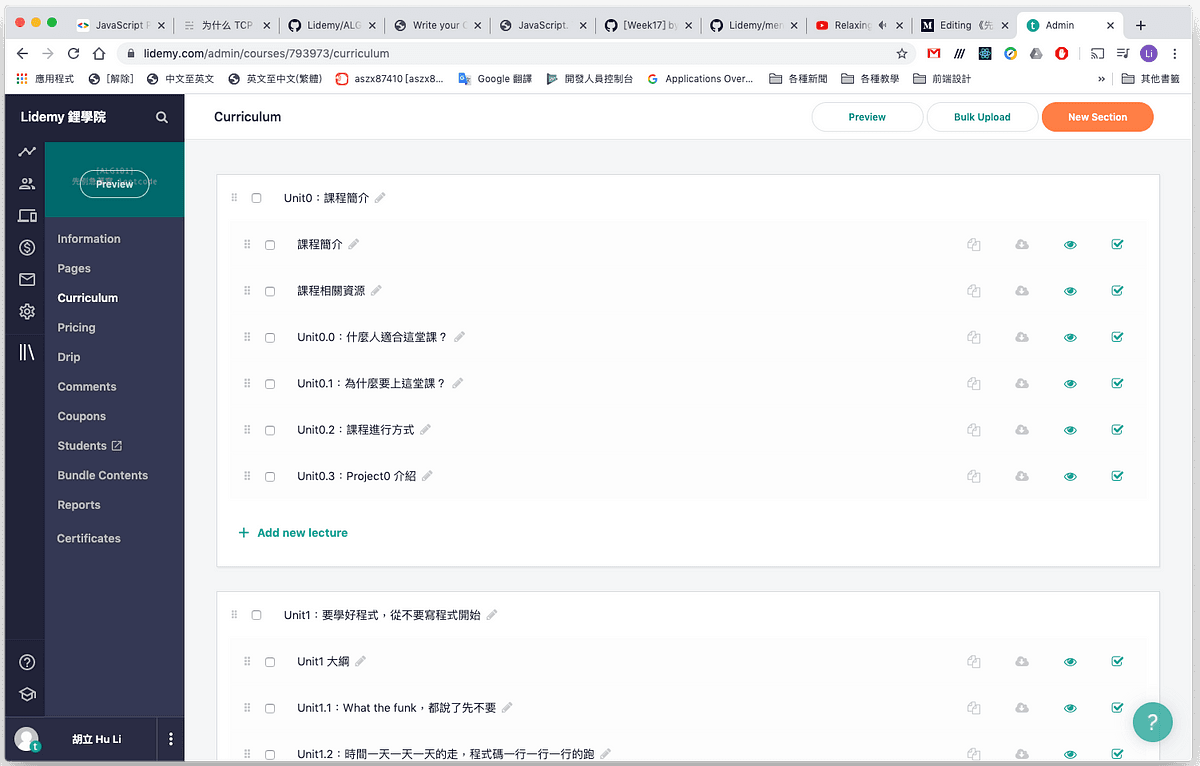 JavaScript P
为什么 TCP
Lidemy/ALG
Write your C
JavaScript.
[Week17] by
Lidemy/me
Relaxing
Editing 《先
Admin
lidemy.com/admin/courses/793973/curriculum
應用程式
[解除]
中文至英文
英文至中文(繁體)
aszx87410 [aszx8...
Google 翻譯
開發人員控制台
Applications Over...
各種新聞
各種教學
前端設計
»
其他書籤
Lidemy 鋰學院
Curriculum
Preview
Bulk Upload
New Section
[ALG101]
Preview
Information
Pages
Curriculum
Pricing
Drip
Comments
Coupons
Students
Bundle Contents
Reports
Certificates
胡立 Hu Li
Unit0：課程簡介
課程簡介
課程相關資源
Unit0.0：什麼人適合這堂課？
Unit0.1：為什麼要上這堂課？
Unit0.2：課程進行方式
Unit0.3：Project0 介紹
+ Add new lecture
Unit1：要學好程式，從不要寫程式開始
Unit1 大綱
Unit1.1：What the funk，都說了先不要
Unit1.2：時間一天一天一天的走，程式碼一行一行一行的跑
?